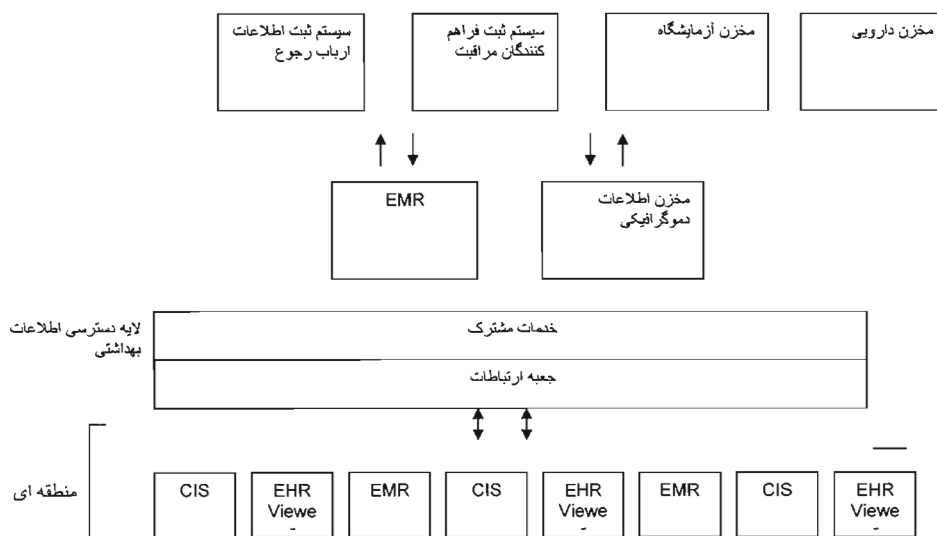 سیستم ثبت اطلاعات
ارباب رجوع
سیستم ثبت فراهم
کنندگان مراقبت
مخزن آزمایشگاه
مخزن دارویی
EMR
مخزن اطلاعات
دموگرافیکی
لایه دسترسی اطلاعات
بهداشتی
خدمات مشترک
جعبه ارتباطات
منطقه ای
CIS
EHR
Viewe
EMR
CIS
EHR
Viewe
EMR
CIS
EHR
Viewe